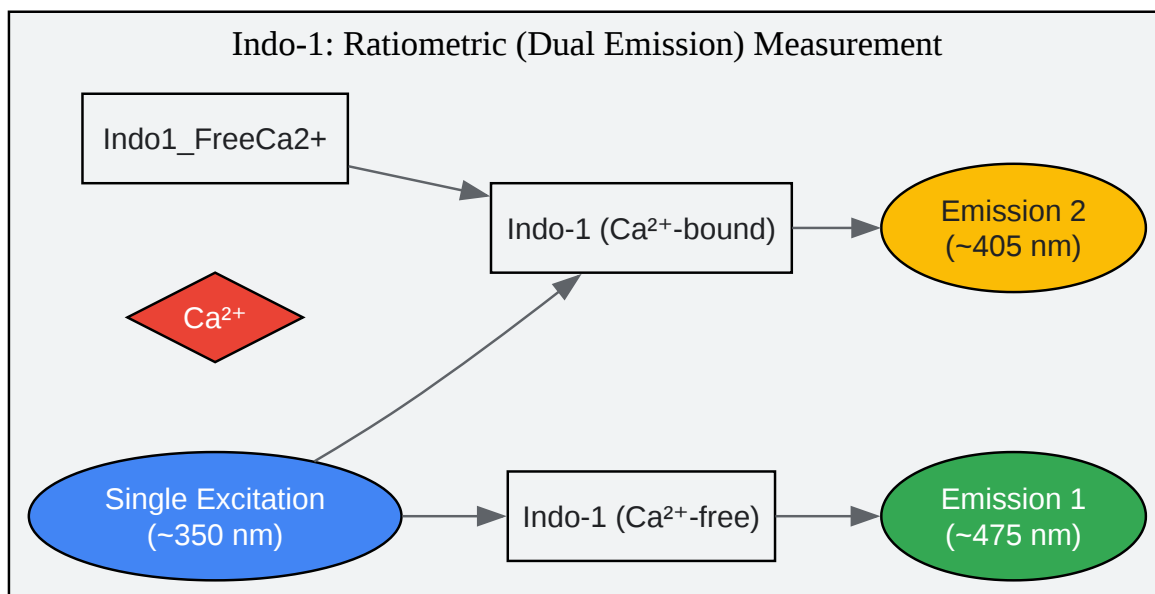 Indo-1: Ratiometric (Dual Emission) Measurement
Indo1_FreeCa2+
Indo-1 (Ca²⁺-bound)
Emission 2
(~405 nm)
Ca²⁺
Single Excitation
(~350 nm)
Indo-1 (Ca²⁺-free)
Emission 1
(~475 nm)